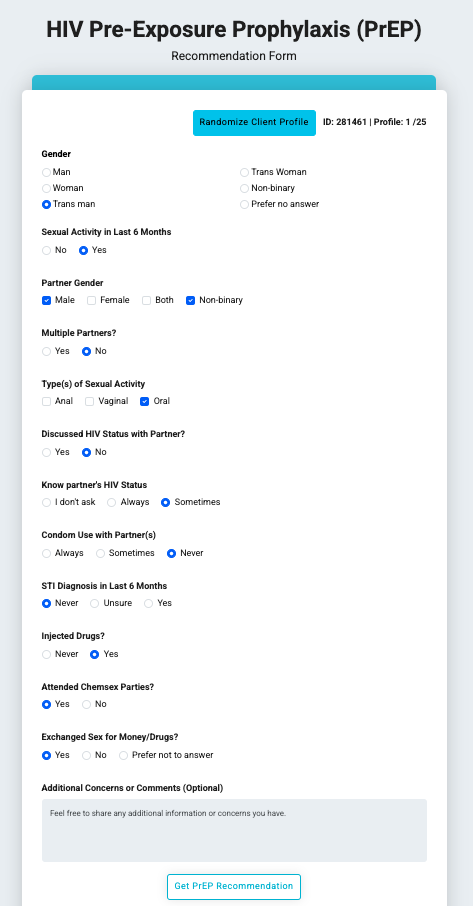 HIV Pre-Exposure Prophylaxis (PrEP)
Recommendation Form
Randomize Client Profile ID: 281461 | Profile: 1 /25
Gender
Man Trans Woman
Woman Non-binary
Trans man Prefer no answer
Sexual Activity in Last 6 Months
No Yes
Partner Gender
Male Female Both Non-binary
Multiple Partners?
Yes No
Type(s) of Sexual Activity
Anal Vaginal Oral
Discussed HIV Status with Partner?
Yes No
Know partner's HIV Status
I don't ask Always Sometimes
Condom Use with Partner(s)
Always Sometimes Never
STI Diagnosis in Last 6 Months
Never Unsure Yes
Injected Drugs?
Never Yes
Attended Chemsex Parties?
Yes No
Exchanged Sex for Money/Drugs?
Yes No Prefer not to answer
Additional Concerns or Comments (Optional)
Feel free to share any additional information or concerns you have.
Get PrEP Recommendation